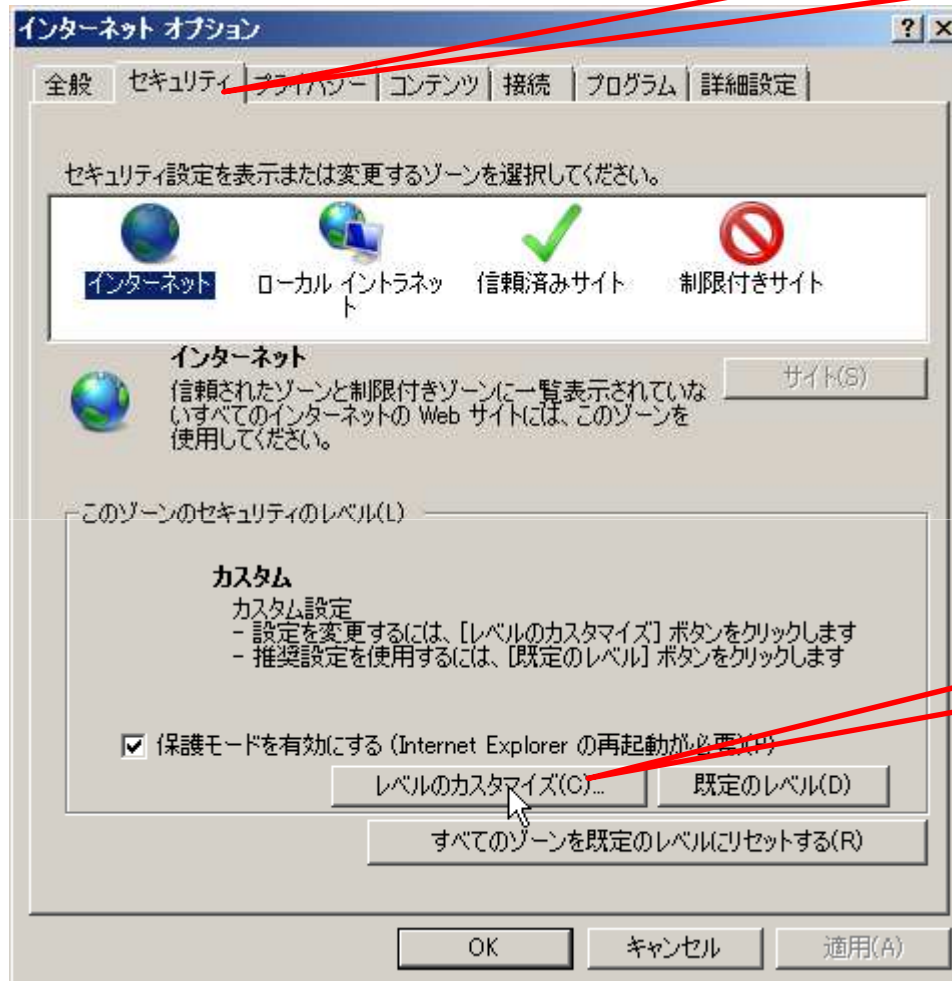 インターネット オプション
全般 セキュリティ プライバシー コンテンツ 接続 プログラム 詳細設定
セキュリティ設定を表示または変更するゾーンを選択してください。
インターネット
ローカル イントラネッ
ト
信頼済みサイト
制限付きサイト
インターネット
信頼されたゾーンと制限付きゾーンに一覧表示されていな
いすべてのインターネットの Web サイトには、このゾーンを
使用してください。
サイト(S)
このゾーンのセキュリティのレベル(L)
カスタム
カスタム設定
- 設定を変更するには、[レベルのカスタマイズ] ボタンをクリックします
- 推奨設定を使用するには、[既定のレベル] ボタンをクリックします
保護モードを有効にする (Internet Explorer の再起動が必要)(P)
レベルのカスタマイズ(C)... 既定のレベル(D)
すべてのゾーンを既定のレベルにリセットする(R)
OK キャンセル 適用(A)